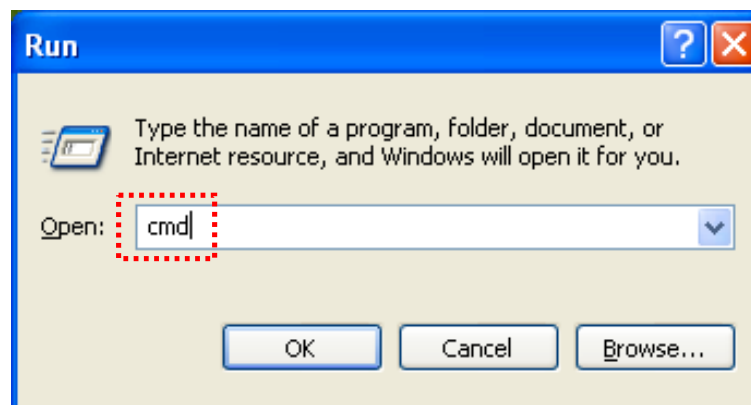 Run
Type the name of a program, folder, document, or
Internet resource, and Windows will open it for you.
Open: cmd
OK Cancel Browse...